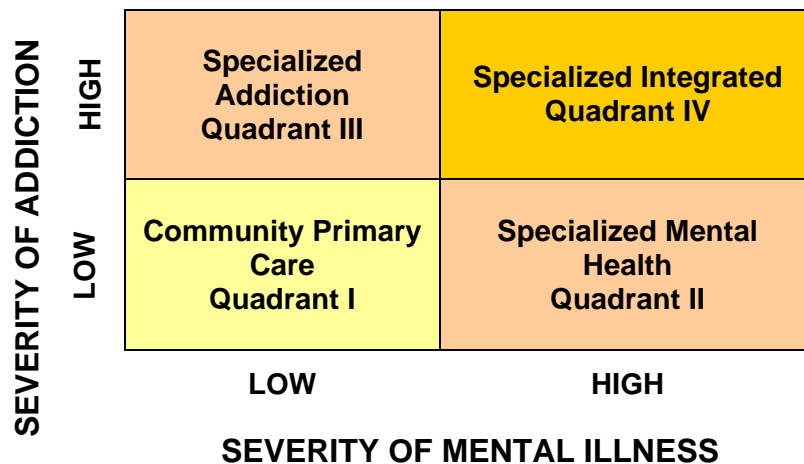 SEVERITY OF ADDICTION
HIGH
Specialized
Addiction
Quadrant III
Specialized Integrated
Quadrant IV
LOW
Community Primary
Care
Quadrant I
Specialized Mental
Health
Quadrant II
LOW
HIGH
SEVERITY OF MENTAL ILLNESS